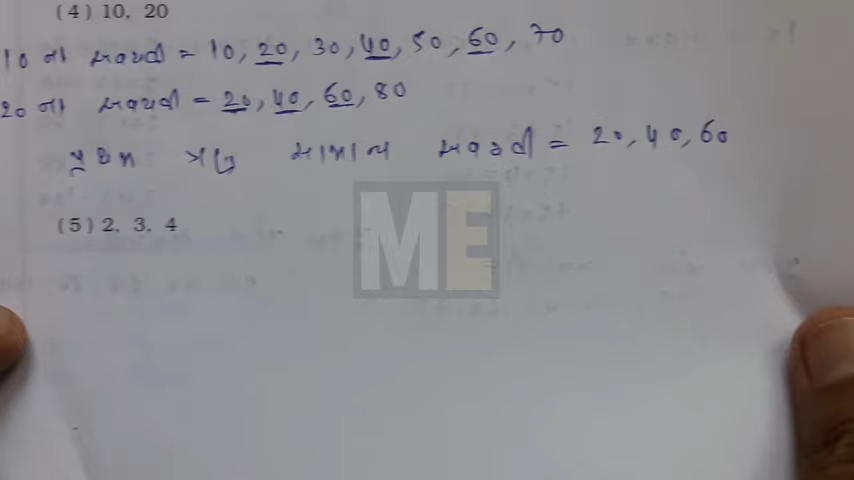 (4) 10, 20
10 ના અવયવી = 10, 20, 30, 40, 50, 60, 70
20 ના અવયવી = 20, 40, 60, 80
પ્રથમ ત્રણ સામાન્ય અવયવી = 20, 40, 60
(5) 2, 3, 4
ME